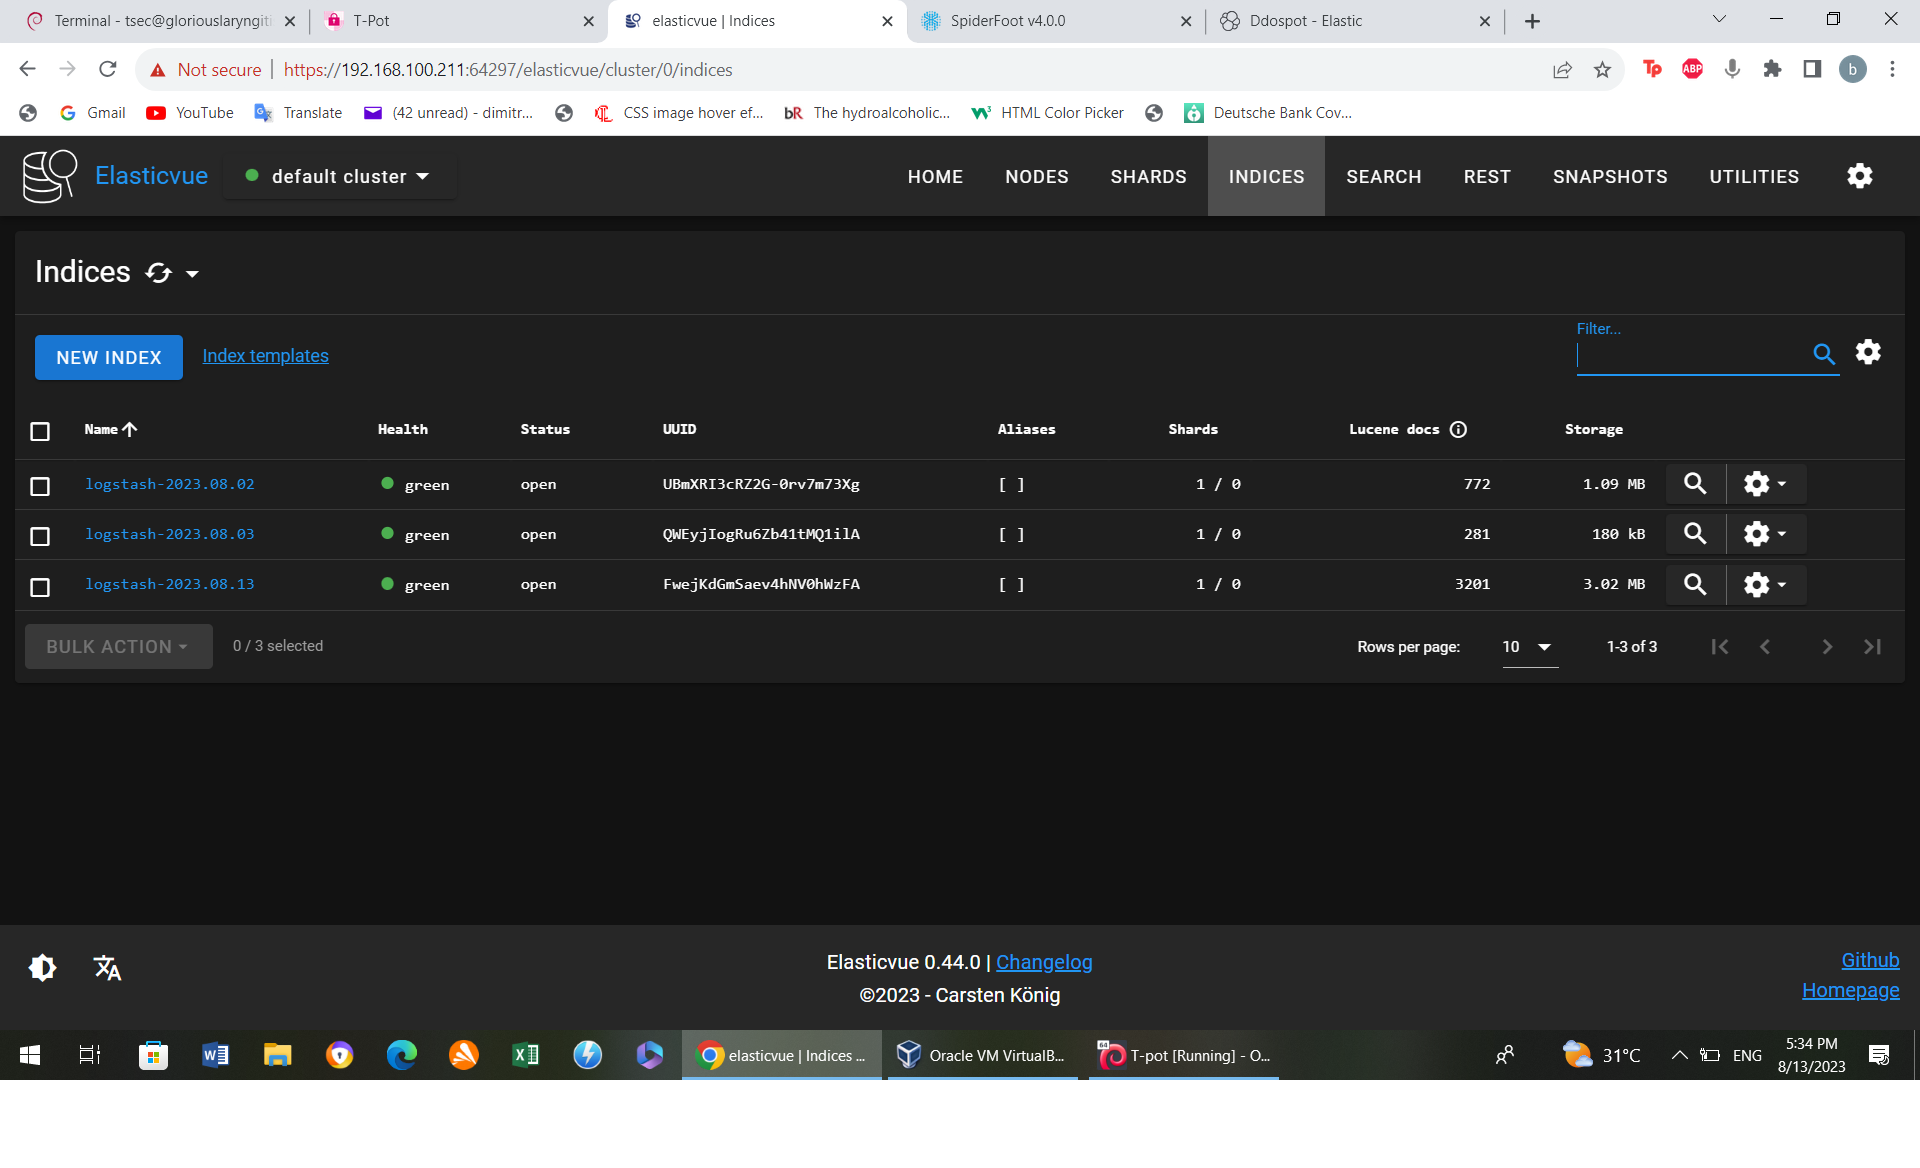 Terminal - tsec@gloriouslaryngiti
T-Pot
elasticvue | Indices
SpiderFoot v4.0.0
Ddospot - Elastic
Not secure
https://192.168.100.211:64297/elasticvue/cluster/0/indices
b
Gmail
YouTube
Translate
(42 unread) - dimitr...
CSS image hover ef...
The hydroalcoholic...
HTML Color Picker
Deutsche Bank Cov...
Elasticvue
default cluster
HOME
NODES
SHARDS
INDICES
SEARCH
REST
SNAPSHOTS
UTILITIES
Indices
NEW INDEX
Index templates
Filter...
Name Health Status UUID Aliases Shards Lucene docs Storage
logstash-2023.08.02 green open UBmXRI3cRZ2G-0rv7m73Xg [ ] 1 / 0 772 1.09 MB
logstash-2023.08.03 green open QWEyjIogRu6Zb41tMQ1ilA [ ] 1 / 0 281 180 kB
logstash-2023.08.13 green open FwejKdGmSaev4hNV0hWzFA [ ] 1 / 0 3201 3.02 MB
BULK ACTION
0 / 3 selected
Rows per page:
10
1-3 of 3
Elasticvue 0.44.0 | Changelog
©2023 - Carsten König
Github
Homepage
elasticvue | Indices ...
Oracle VM VirtualB...
T-pot [Running] - O...
31°C
ENG
5:34 PM
8/13/2023